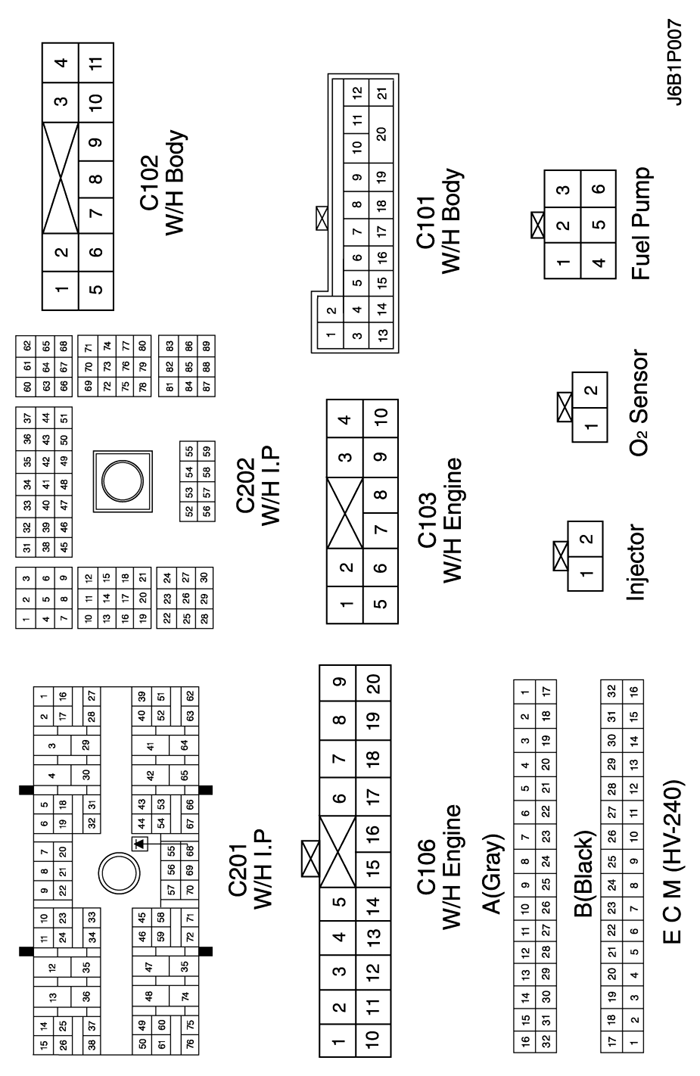 15 14 13 12 11 10 9 8 7 6 5 4 3 2 1
26 25 24 23 22 21 20 19 18 17 16
38 37 36 35 34 33 32 31 30 29 28 27
50 49 48 47 46 45 44 43 42 41 40 39
61 60 59 58 57 56 55 54 53 52 51
76 75 74 35 72 71 70 69 68 67 66 65 64 63 62
C201
W/H I.P
1 2 3 31 32 33 34 35 36 37 60 61 62
4 5 6 38 39 40 41 42 43 44 63 64 65
7 8 9 45 46 47 48 49 50 51 66 67 68
10 11 12 69 70 71
13 14 15 72 73 74
16 17 18 75 76 77
19 20 21 78 79 80
22 23 24 52 53 54 55 81 82 83
25 26 27 56 57 58 59 84 85 86
28 29 30 87 88 89
C202
W/H I.P
1 2 3 4
5 6 7 8 9 10 11
C102
W/H Body
1 2 3 4 5 6 7 8 9
10 11 12 13 14 15 16 17 18 19 20
C106
W/H Engine
1 2 3 4
5 6 7 8 9 10
C103
W/H Engine
1 2
3 4 5 6 7 8 9 10 11 12
13 14 15 16 17 18 19 20 21
C101
W/H Body
A(Gray)
16 15 14 13 12 11 10 9 8 7 6 5 4 3 2 1
32 31 30 29 28 27 26 25 24 23 22 21 20 19 18 17
B(Black)
17 18 19 20 21 22 23 24 25 26 27 28 29 30 31 32
1 2 3 4 5 6 7 8 9 10 11 12 13 14 15 16
E C M (HV-240)
1 2
Injector
1 2
O2 Sensor
1 2 3
4 5 6
Fuel Pump
J6B1P007